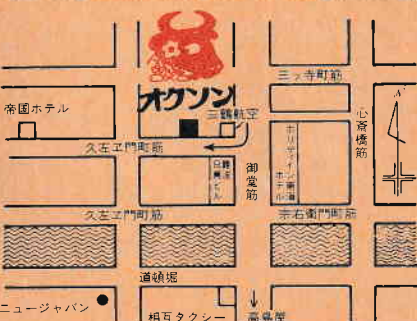 オクソン
三ッ寺町筋
帝国ホテル
三鶴航空
心斎橋筋
N
久左ヱ門町筋
御堂筋
ホリデイイン南海
ホテル
久左ヱ門町筋
宗右衛門町筋
道頓堀
ニュージャパン
相互タクシー
高島屋